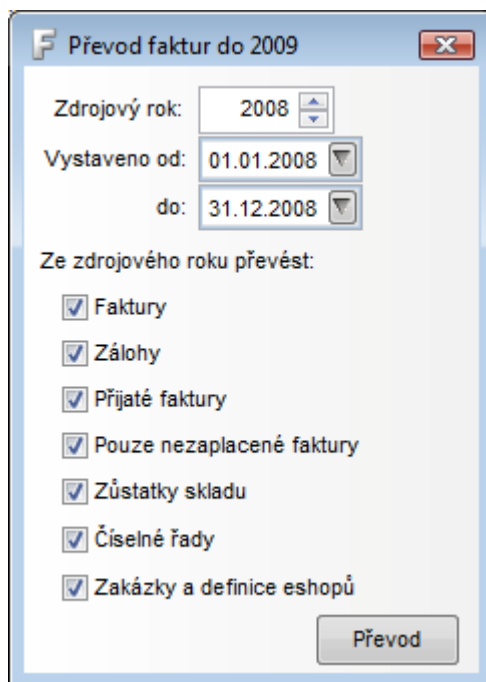 F Převod faktur do 2009
Zdrojový rok: 2008
Vystaveno od: 01.01.2008
do: 31.12.2008
Ze zdrojového roku převést:
Faktury
Zálohy
Přijaté faktury
Pouze nezaplacené faktury
Zůstatky skladu
Číselné řady
Zakázky a definice eshopů
Převod